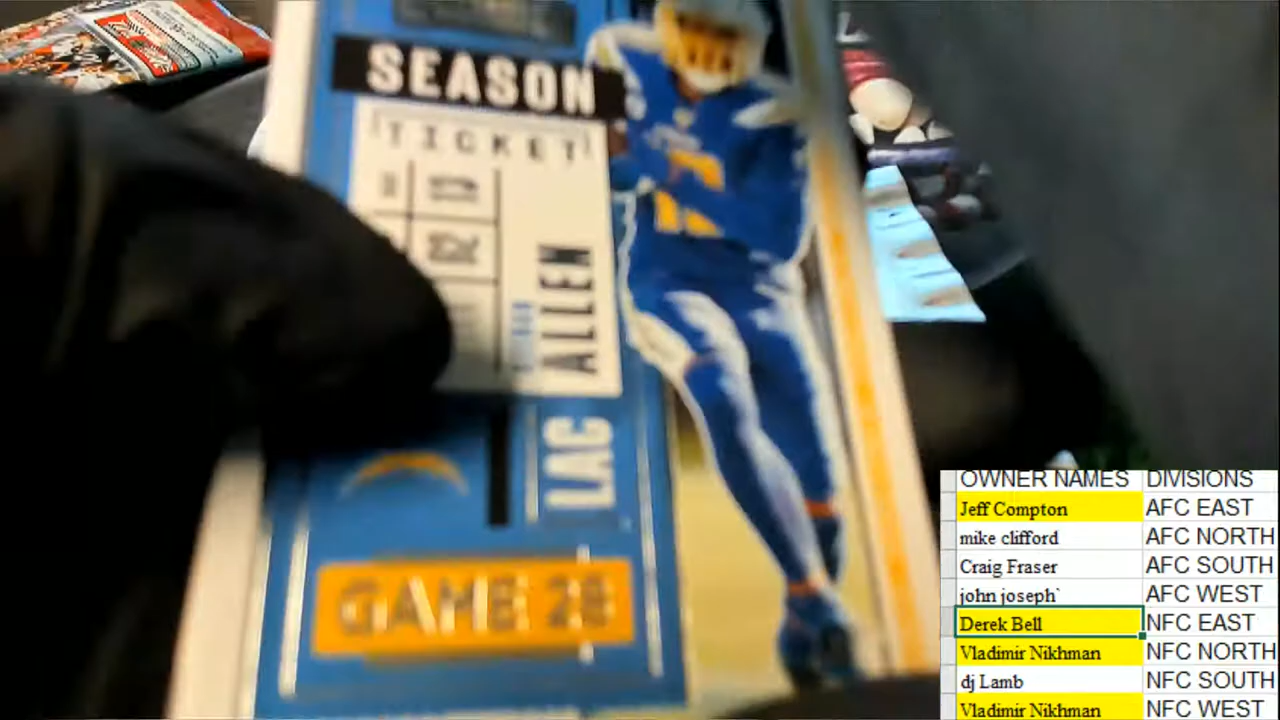 SEASON
TICKET
ALLEN
LAC
GAME 28
OWNER NAMES DIVISIONS
Jeff Compton AFC EAST
mike clifford AFC NORTH
Craig Fraser AFC SOUTH
john joseph` AFC WEST
Derek Bell NFC EAST
Vladimir Nikhman NFC NORTH
dj Lamb NFC SOUTH
Vladimir Nikhman NFC WEST